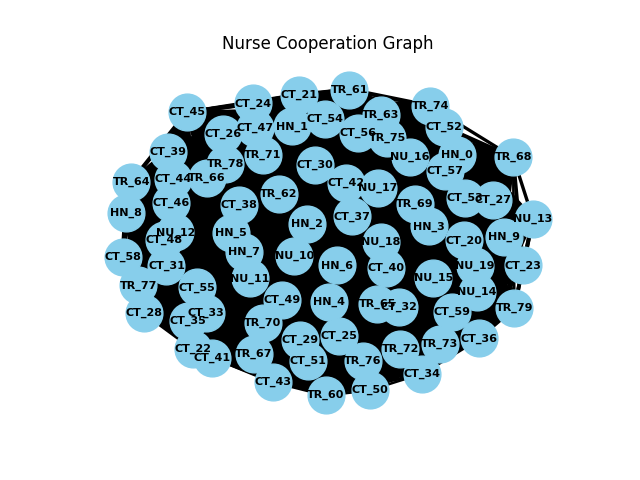 Nurse Cooperation Graph
TR_61
CT_21
CT_24
TR_74
CT_45
TR_63
CT_54
HN_1
CT_47
CT_52
CT_26
CT_56
TR_75
CT_39
TR_71
NU_16
HN_0
TR_68
TR_78
CT_30
CT_57
CT_44
TR_66
TR_64
CT_42
NU_17
TR_62
CT_53
CT_27
CT_46
CT_38
TR_69
HN_8
CT_37
NU_13
HN_2
HN_3
NU_12
HN_5
CT_48
HN_9
CT_20
NU_18
HN_7
NU_10
CT_58
CT_31
HN_6
CT_40
NU_19
CT_23
NU_11
NU_15
TR_77
CT_55
NU_14
CT_49
HN_4
TR_65
CT_32
TR_79
CT_28
CT_33
CT_59
CT_35
TR_70
CT_25
CT_29
CT_36
TR_73
CT_22
TR_72
TR_67
CT_41
CT_51
TR_76
CT_34
CT_43
CT_50
TR_60